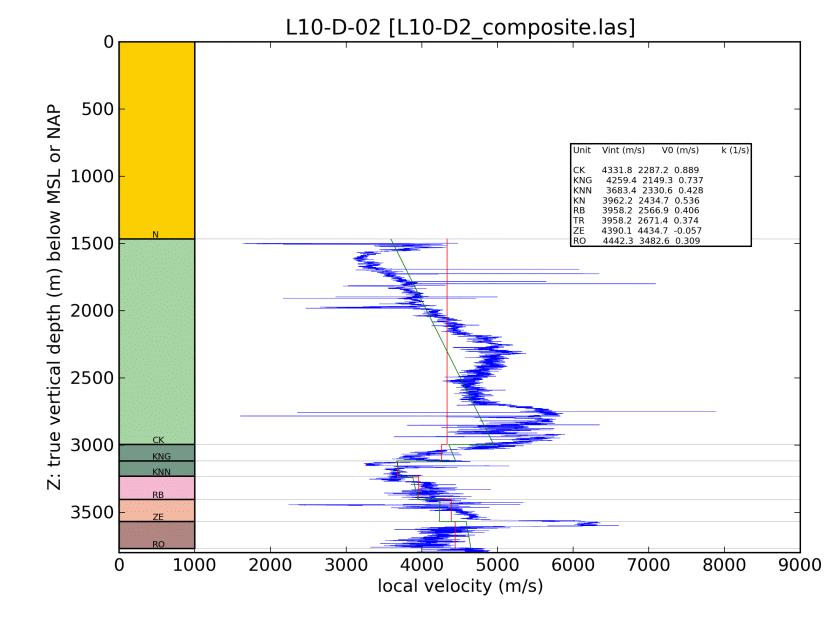 L10-D-02 [L10-D2_composite.las]
0
500
1000
1500
2000
2500
3000
3500
Z: true vertical depth (m) below MSL or NAP
N
CK
KNG
KNN
RB
ZE
RO
Unit Vint (m/s) V0 (m/s) k (1/s)
CK 4331.8 2287.2 0.889
KNG 4259.4 2149.3 0.737
KNN 3683.4 2330.6 0.428
KN 3962.2 2434.7 0.536
RB 3958.2 2566.9 0.406
TR 3958.2 2671.4 0.374
ZE 4390.1 4434.7 -0.057
RO 4442.3 3482.6 0.309
0 1000 2000 3000 4000 5000 6000 7000 8000 9000
local velocity (m/s)